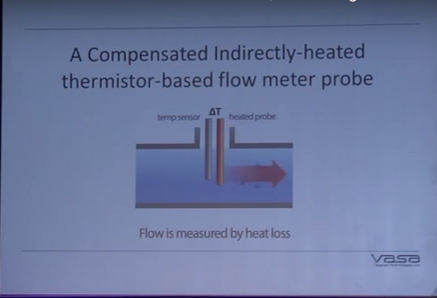 A Compensated Indirectly-heated
thermistor-based flow meter probe
temp sensor ΔT heated probe
Flow is measured by heat loss
vasa